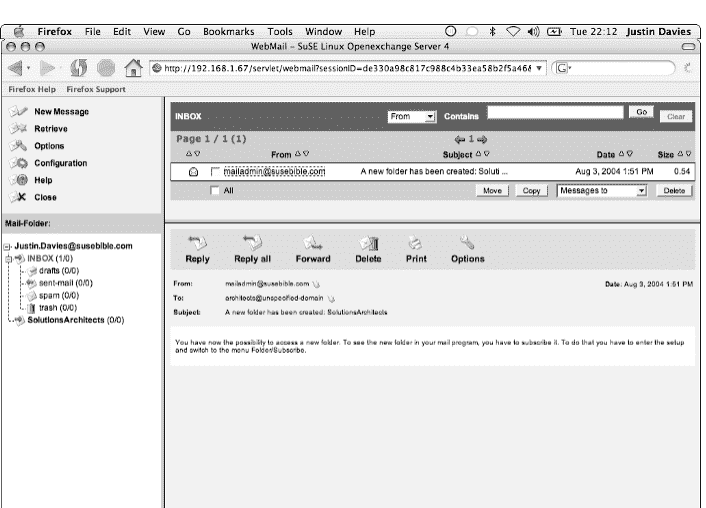 Firefox File Edit View Go Bookmarks Tools Window Help Tue 22:12 Justin Davies
WebMail – SuSE Linux Openexchange Server 4
http://192.168.1.67/servlet/webmail?sessionID=de330a98c817c988c4b33ea58b2f5a468
Firefox Help Firefox Support
New Message
Retrieve
Options
Configuration
Help
Close
Mail-Folder:
Justin.Davies@susebible.com
INBOX (1/0)
drafts (0/0)
sent-mail (0/0)
spam (0/0)
trash (0/0)
SolutionsArchitects (0/0)
INBOX From Contains Go Clear
Page 1 / 1 (1) 1
From Subject Date Size
mailadmin@susebible.com A new folder has been created: Soluti ... Aug 3, 2004 1:51 PM 0.54
All Move Copy Messages to Delete
Reply Reply all Forward Delete Print Options
From: mailadmin@susebible.com Date: Aug 3, 2004 1:51 PM
To: architects@unspecified-domain
Subject: A new folder has been created: SolutionsArchitects
You have now the possibility to access a new folder. To see the new folder in your mail program, you have to subscribe it. To do that you have to enter the setup
and switch to the menu Folder/Subscribe.